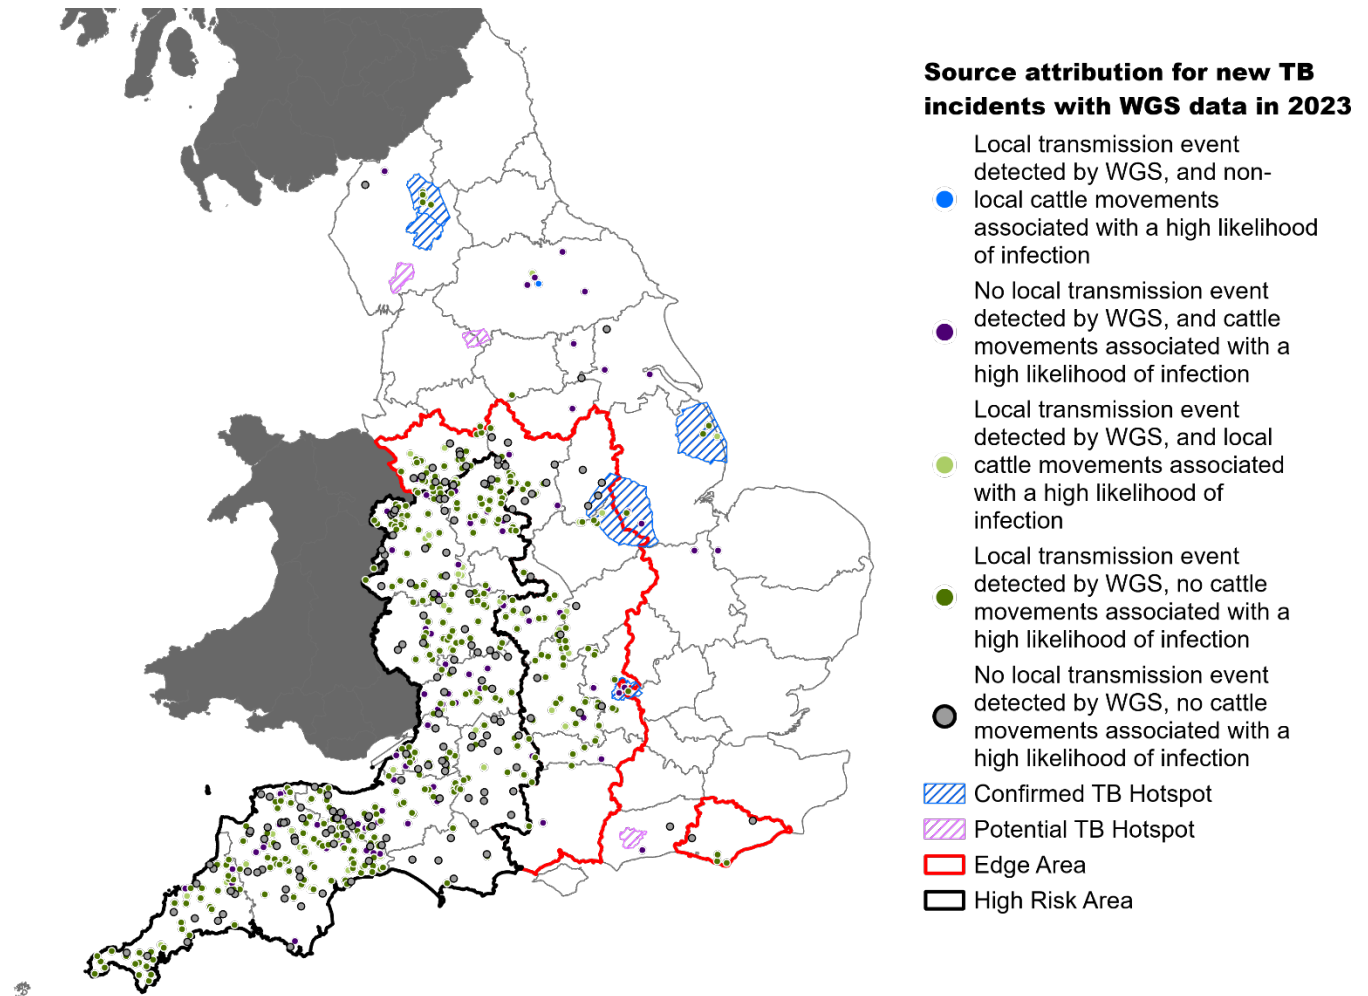 Source attribution for new TB
incidents with WGS data in 2023
Local transmission event
detected by WGS, and non-
local cattle movements
associated with a high likelihood
of infection
No local transmission event
detected by WGS, and cattle
movements associated with a
high likelihood of infection
Local transmission event
detected by WGS, and local
cattle movements associated
with a high likelihood of
infection
Local transmission event
detected by WGS, no cattle
movements associated with a
high likelihood of infection
No local transmission event
detected by WGS, no cattle
movements associated with a
high likelihood of infection
Confirmed TB Hotspot
Potential TB Hotspot
Edge Area
High Risk Area